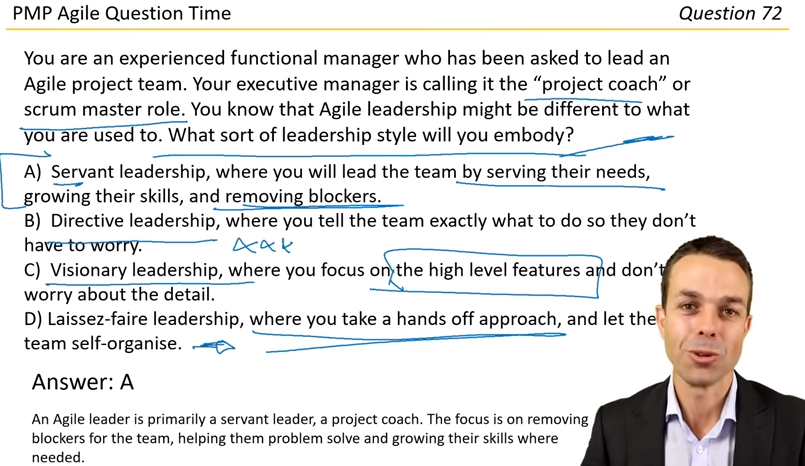 PMP Agile Question Time
Question 72
You are an experienced functional manager who has been asked to lead an
Agile project team. Your executive manager is calling it the “project coach” or
scrum master role. You know that Agile leadership might be different to what
you are used to. What sort of leadership style will you embody?
A) Servant leadership, where you will lead the team by serving their needs,
growing their skills, and removing blockers.
B) Directive leadership, where you tell the team exactly what to do so they don’t
have to worry.
C) Visionary leadership, where you focus on the high level features and don’t
worry about the detail.
D) Laissez-faire leadership, where you take a hands off approach, and let the
team self-organise.
Answer: A
An Agile leader is primarily a servant leader, a project coach. The focus is on removing
blockers for the team, helping them problem solve and growing their skills where
needed.